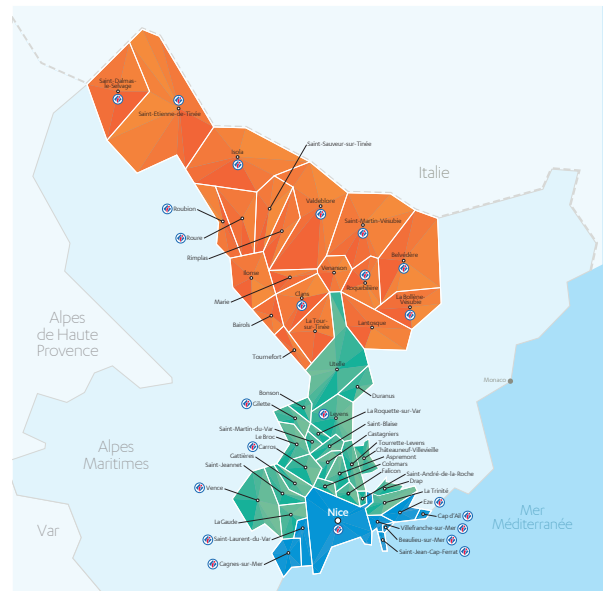 Saint-Dalmas-
le-Selvage
Saint-Etienne-de-Tinée
Isola
Saint-Sauveur-sur-Tinée
Italie
Roubion
Valdeblore
Roure
Saint-Martin-Vésubie
Rimplas
Belvédère
Venanson
Roquebillière
Bairols
Marie
Clans
La Bollène-
Vésubie
La Tour-
sur-Tinée
Lantosque
Tournefort
Utelle
Alpes
de Haute
Provence
Monaco
Duranus
Bonson
Gilette
Levens
La Roquette-sur-Var
Saint-Martin-du-Var
Saint-Blaise
Le Broc
Castagniers
Carros
Tourrette-Levens
Châteauneuf-Villevieille
Gattières
Aspremont
Colomars
Saint-Jeannet
Falicon
Saint-André-de-la-Roche
Drap
Alpes
Maritimes
Vence
La Trinité
Eze
La Gaude
Nice
Cap d'Ail
Mer
Méditerranée
Var
Villefranche-sur-Mer
Saint-Laurent-du-Var
Beaulieu-sur-Mer
Saint-Jean-Cap-Ferrat
Cagnes-sur-Mer